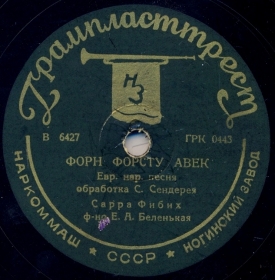 Грампласттрест
НЗ
В 6427
ГРК 0443
ФОРН ФОРСТУ АВЕК
Евр. нар. песня
обработка С. Сендерея
Сарра Фибих
ф-но Е. А. Беленькая
НАРКОММАШ ★ СССР ★ НОГИНСКИЙ ЗАВОД